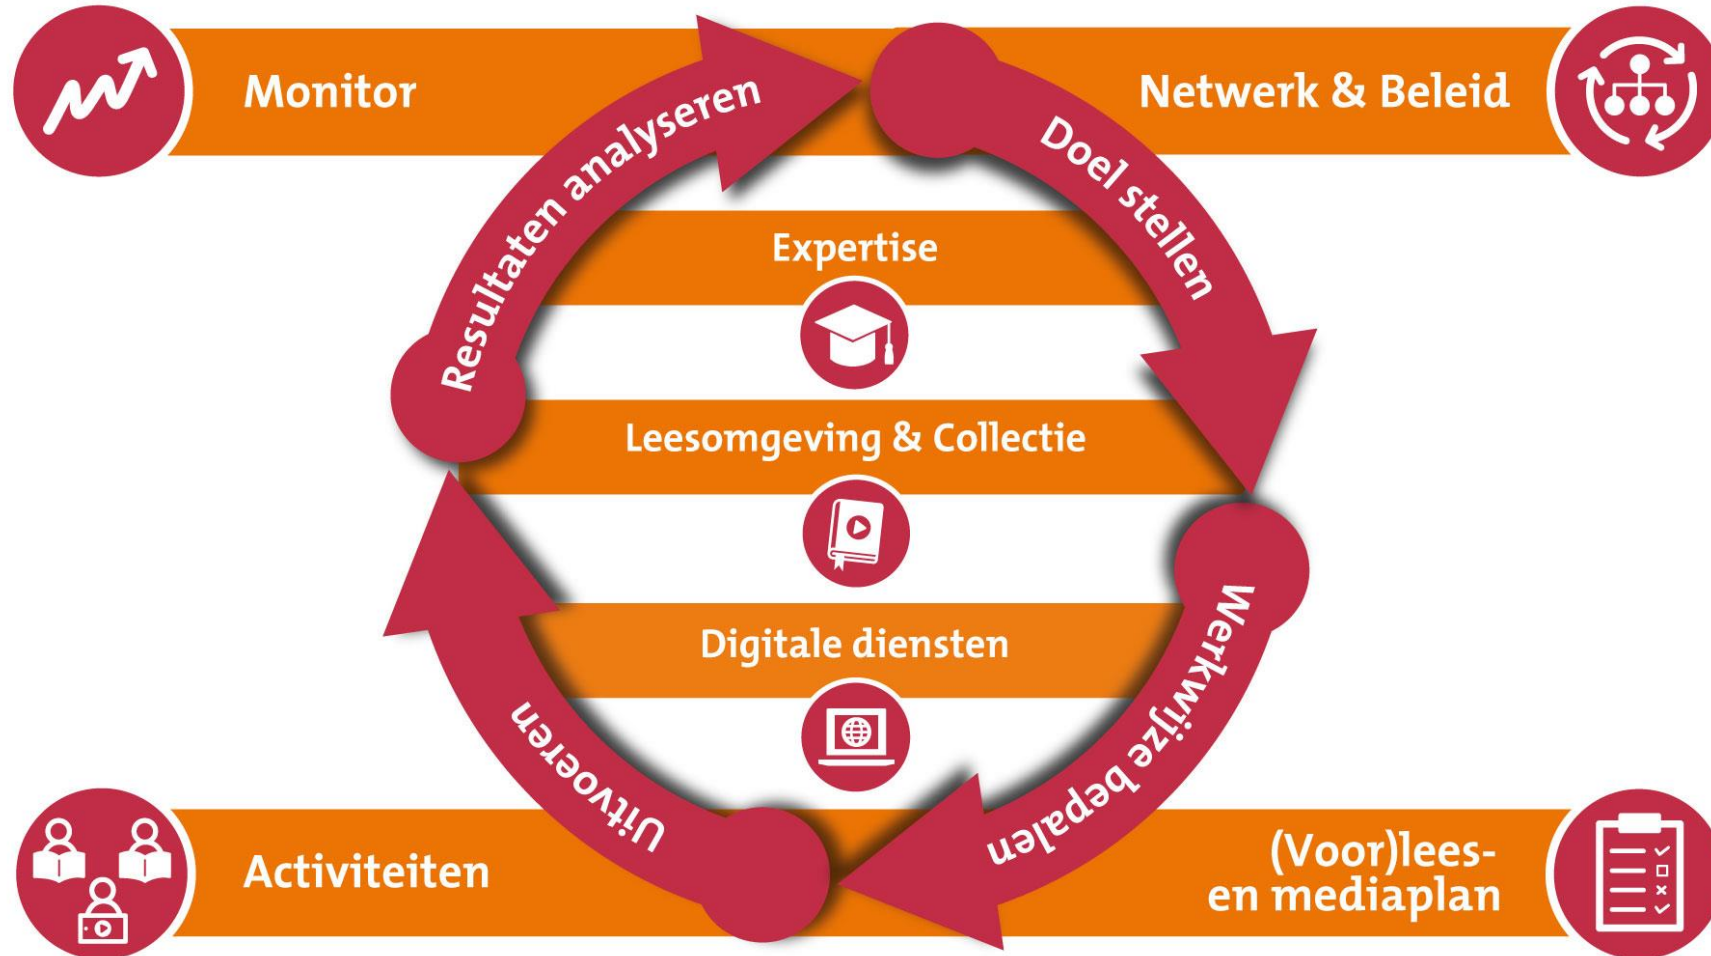 Monitor
Netwerk & Beleid
Resultaten analyseren
Doel stellen
Expertise
Leesomgeving & Collectie
Digitale diensten
Werkwijze bepalen
Uitvoeren
Activiteiten
(Voor)lees-
en mediaplan